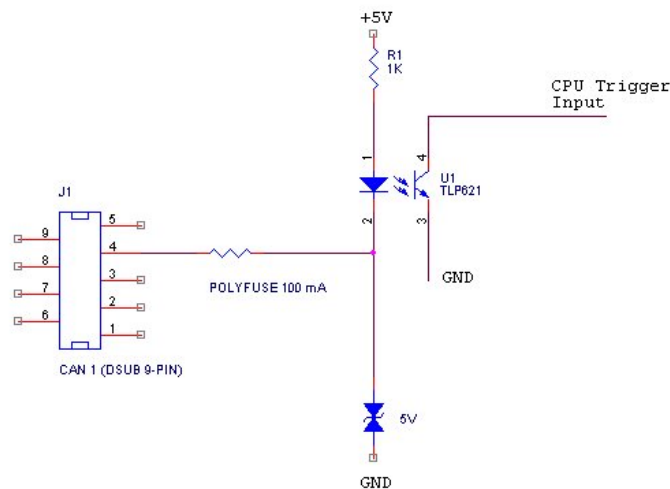 +5V
R1
1K
CPU Trigger
Input
1
4
U1
TLP621
2
3
GND
J1
9
5
8
4
7
3
6
2
1
POLYFUSE 100 mA
CAN 1 (DSUB 9-PIN)
5V
GND